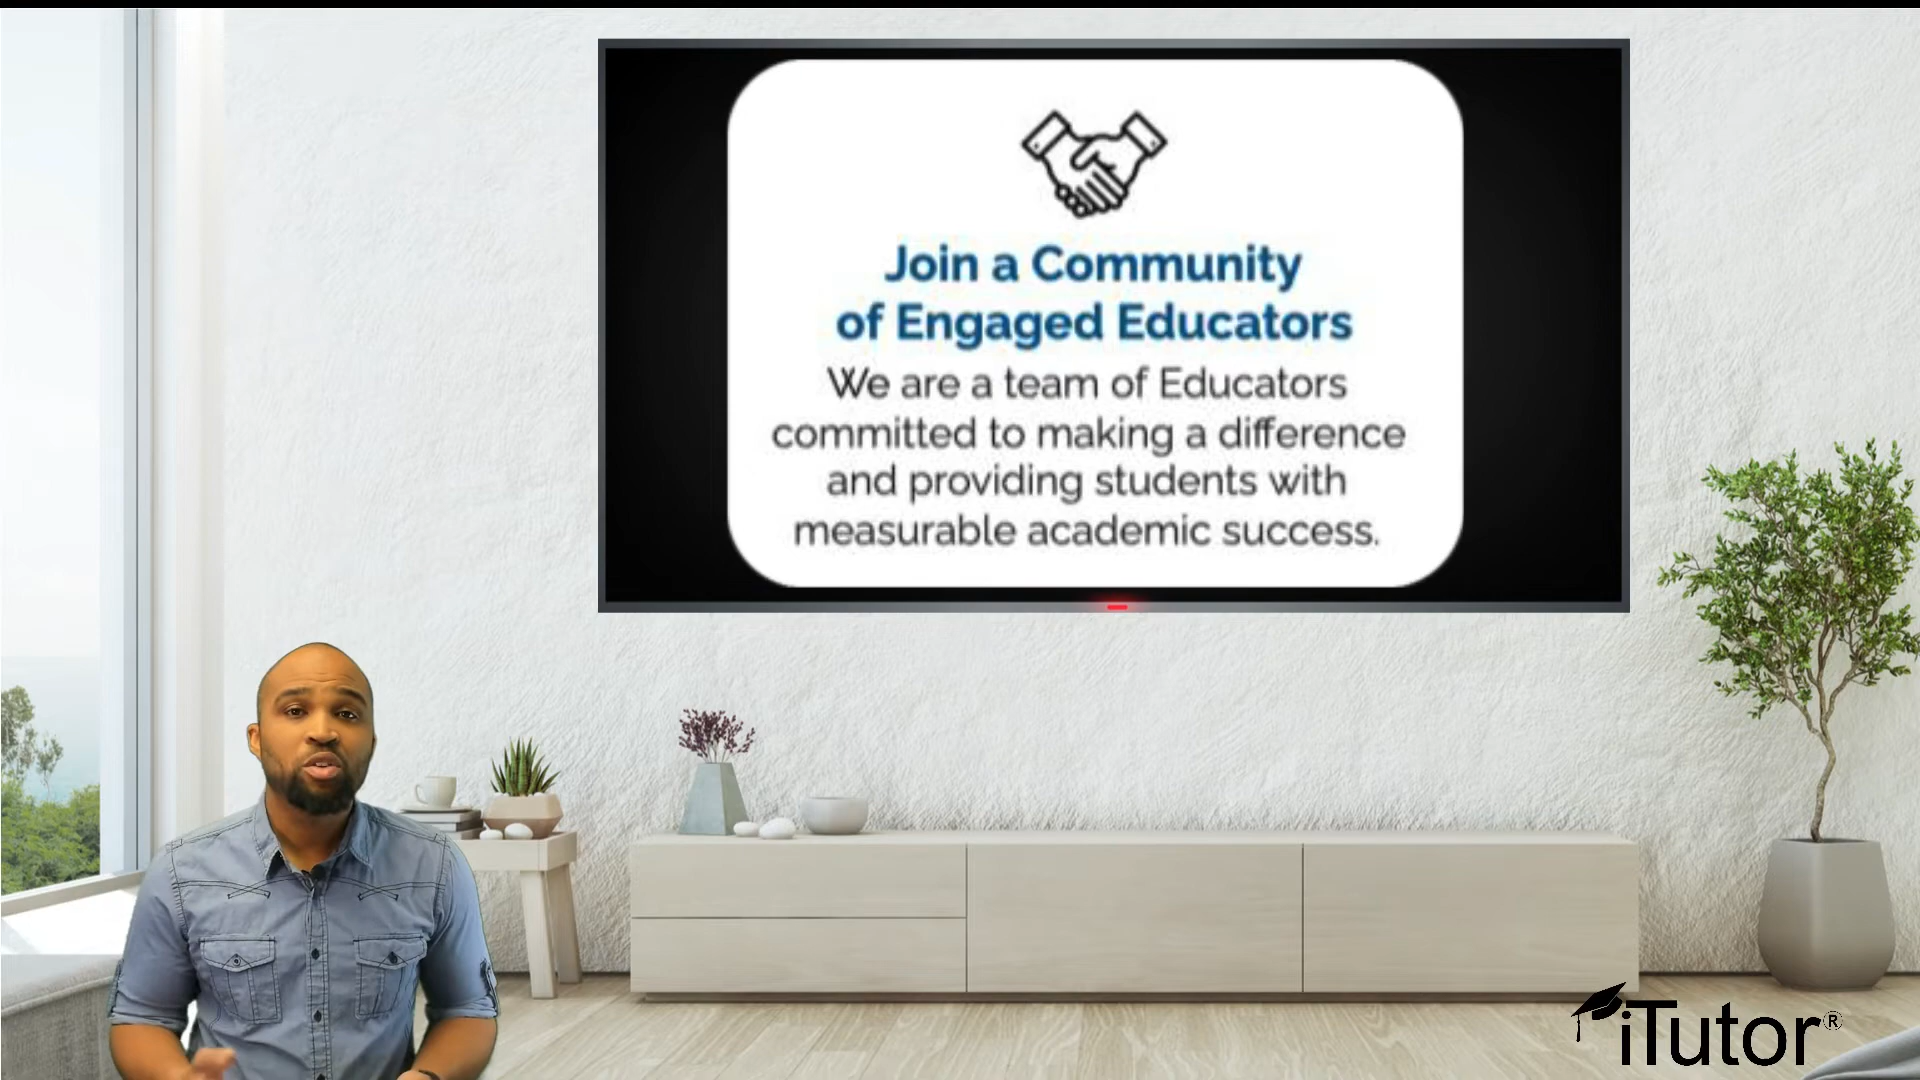 Join a Community
of Engaged Educators
We are a team of Educators
committed to making a difference
and providing students with
measurable academic success.
iTutor®